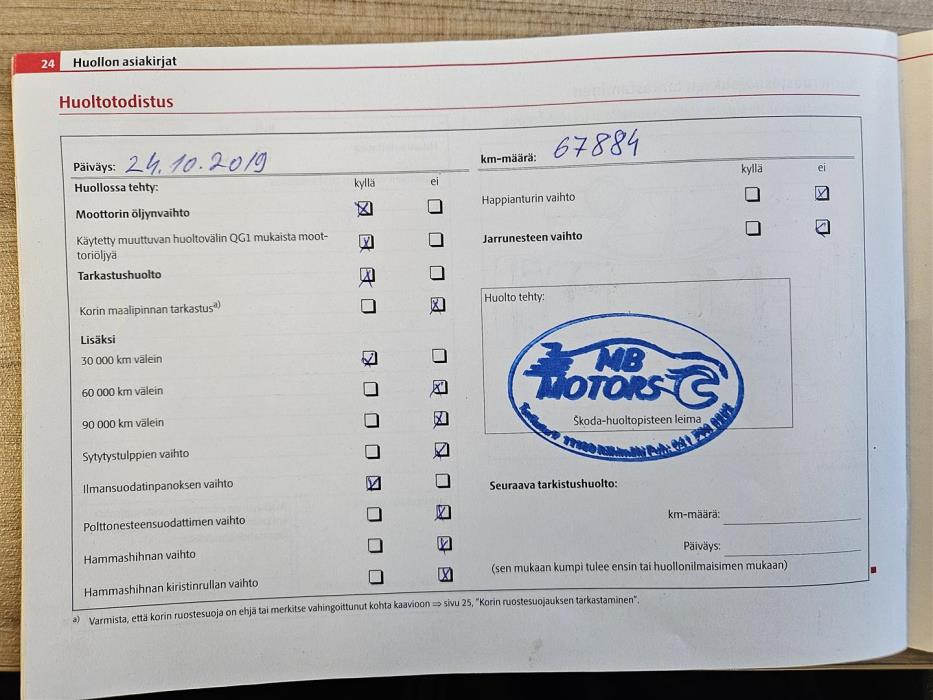 24 Huollon asiakirjat
Huoltotodistus
Päiväys: 24.10.2019
Huollossa tehty: kyllä ei
Moottorin öljynvaihto
Käytetty muuttuvan huoltovälin QG1 mukaista moot-
toriöljyä
Tarkastushuolto
Korin maalipinnan tarkastusa)
Lisäksi
30 000 km välein
60 000 km välein
90 000 km välein
Sytytystulppien vaihto
Ilmansuodatinpanoksen vaihto
Polttonesteensuodattimen vaihto
Hammashihnan vaihto
Hammashihnan kiristinrullan vaihto
km-määrä: 67884
kyllä ei
Happianturin vaihto
Jarrunesteen vaihto
Huolto tehty:
MB
MOTORS
Škoda-huoltopisteen leima
Seuraava tarkistushuolto:
km-määrä:
Päiväys:
(sen mukaan kumpi tulee ensin tai huollonilmaisimen mukaan)
a) Varmista, että korin ruostesuoja on ehjä tai merkitse vahingoittunut kohta kaavioon ⇒ sivu 25, "Korin ruostesuojauksen tarkastaminen".